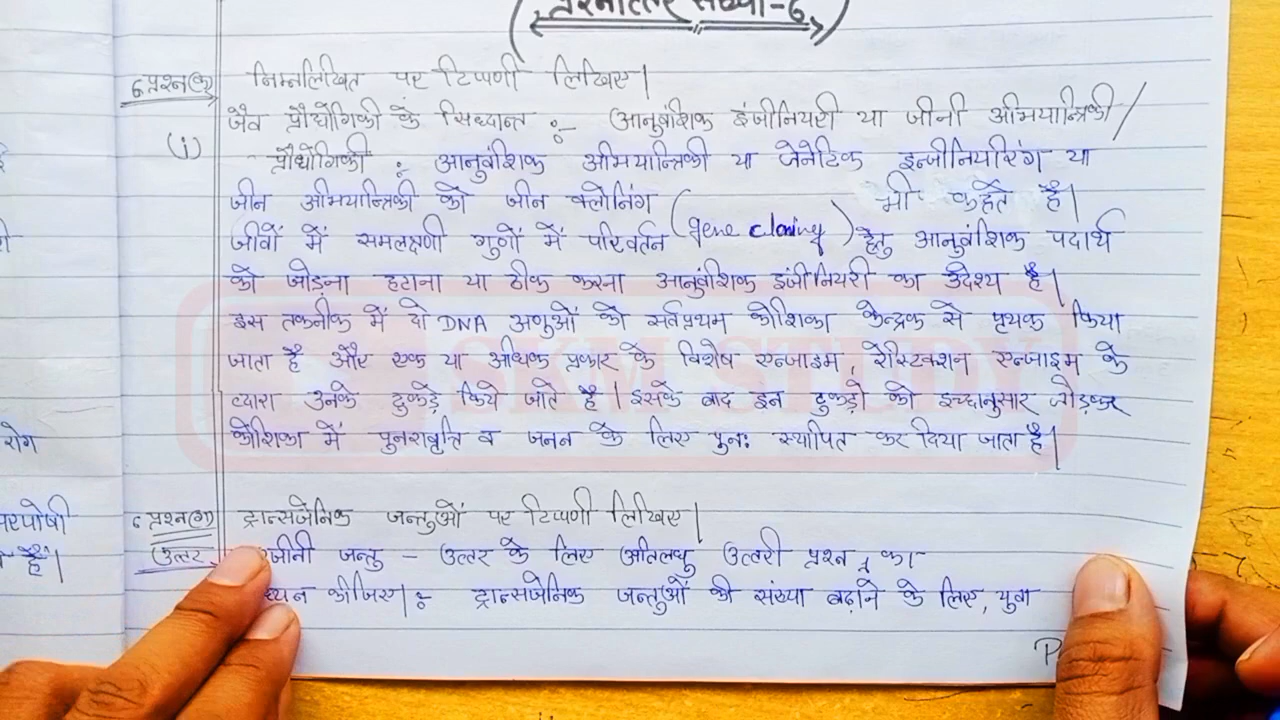 प्रश्नोत्तर संख्या-6
6 प्रश्न(क) निम्नलिखित पर टिप्पणी लिखिए।
जैव प्रौद्योगिकी के सिध्दान्त :- आनुवंशिक इंजीनियरी या जीनी अभियान्त्रिकी/
(i) प्रौद्योगिकी : आनुवंशिक अभियान्त्रिकी या जेनेटिक इन्जीनियरिंग या
जीन अभियान्त्रिकी को जीन क्लोनिंग (gene cloning) भी कहते है।
जीवों में समलक्षणी गुणों में परिवर्तन हेतु आनुवंशिक पदार्थ
को जोड़ना हटाना या ठीक करना आनुवंशिक इंजीनियरी का उदेश्य है।
इस तकनीक में दो DNA अणुओं को सर्वप्रथम कोशिका केन्द्रक से पृथक किया
जाता है और एक या अधिक प्रकार के विशेष एन्जाइम, रेस्टिक्शन एन्जाइम के
द्वारा उनके टुकड़े किये जाते है। इसके बाद इन टुकड़ो को इच्छानुसार जोड़कर
कोशिका में पुनरावृत्ति व जनन के लिए पुनः स्थापित कर दिया जाता है।
रोग
6 प्रश्न(ख) ट्रान्सजेनिक जन्तुओं पर टिप्पणी लिखिए।
परपोषी
उत्तर जीनी जन्तु - उत्तर के लिए अतिलघु उत्तरी प्रश्न 1 का
है।
कीजिए। :- ट्रान्सजेनिक जन्तुओं की संख्या बढ़ाने के लिए, युवा
SKM STUDY